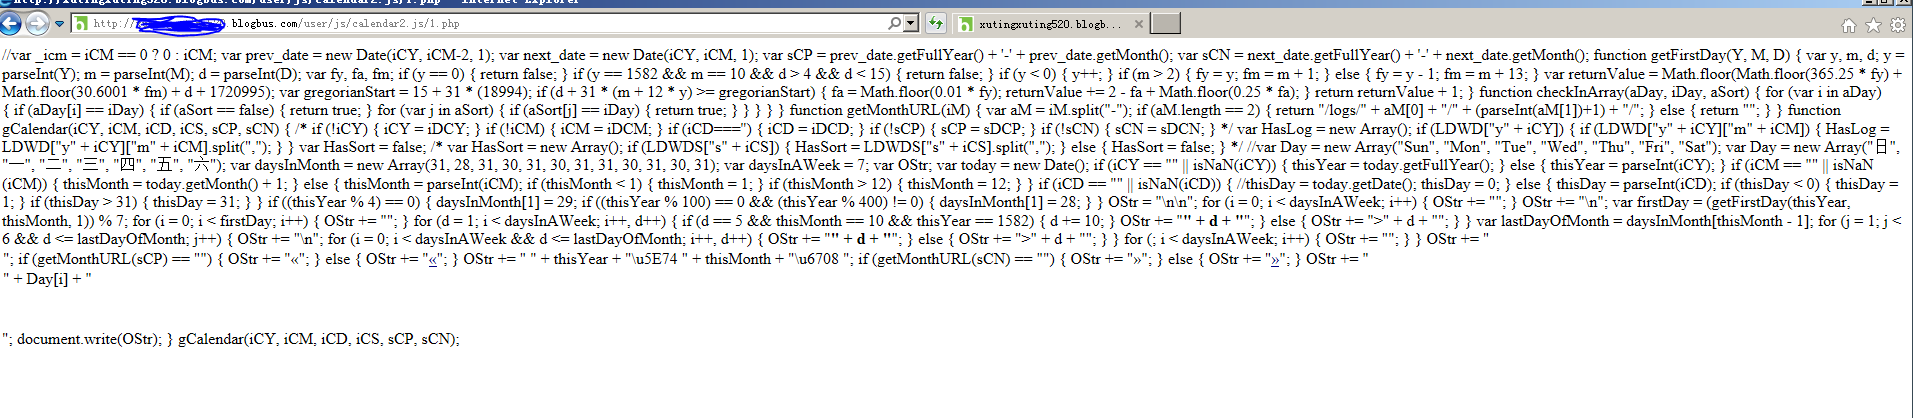 http://
.blogbus.com/user/js/calendar2.js/1.php
xutingxuting520.blogb...
//var _icm = iCM == 0 ? 0 : iCM; var prev_date = new Date(iCY, iCM-2, 1); var next_date = new Date(iCY, iCM, 1); var sCP = prev_date.getFullYear() + '-' + prev_date.getMonth(); var sCN = next_date.getFullYear() + '-' + next_date.getMonth(); function getFirstDay(Y, M, D) { var y, m, d; y =
parseInt(Y); m = parseInt(M); d = parseInt(D); var fy, fa, fm; if (y == 0) { return false; } if (y == 1582 && m == 10 && d > 4 && d < 15) { return false; } if (y < 0) { y++; } if (m > 2) { fy = y; fm = m + 1; } else { fy = y - 1; fm = m + 13; } var returnValue = Math.floor(Math.floor(365.25 * fy) +
Math.floor(30.6001 * fm) + d + 1720995); var gregorianStart = 15 + 31 * (18994); if (d + 31 * (m + 12 * y) >= gregorianStart) { fa = Math.floor(0.01 * fy); returnValue += 2 - fa + Math.floor(0.25 * fa); } return returnValue + 1; } function checkInArray(aDay, iDay, aSort) { for (var i in aDay)
{ if (aDay[i] == iDay) { if (aSort == false) { return true; } for (var j in aSort) { if (aSort[j] == iDay) { return true; } } } } } function getMonthURL(iM) { var aM = iM.split("-"); if (aM.length == 2) { return "/logs/" + aM[0] + "/" + (parseInt(aM[1])+1) + "/"; } else { return ""; } } function
gCalendar(iCY, iCM, iCD, iCS, sCP, sCN) { /* if (!iCY) { iCY = iDCY; } if (!iCM) { iCM = iDCM; } if (iCD==='') { iCD = iDCD; } if (!sCP) { sCP = sDCP; } if (!sCN) { sCN = sDCN; } */ var HasLog = new Array(); if (LDWD["y" + iCY]) { if (LDWD["y" + iCY]["m" + iCM]) { HasLog =
LDWD["y" + iCY]["m" + iCM].split(","); } } var HasSort = false; /* var HasSort = new Array(); if (LDWDS["s" + iCS]) { HasSort = LDWDS["s" + iCS].split(","); } else { HasSort = false; } */ //var Day = new Array("Sun", "Mon", "Tue", "Wed", "Thu", "Fri", "Sat"); var Day = new Array("日",
"一", "二", "三", "四", "五", "六"); var daysInMonth = new Array(31, 28, 31, 30, 31, 30, 31, 31, 30, 31, 30, 31); var daysInAWeek = 7; var OStr; var today = new Date(); if (iCY == "" || isNaN(iCY)) { thisYear = today.getFullYear(); } else { thisYear = parseInt(iCY); } if (iCM == "" || isNaN
(iCM)) { thisMonth = today.getMonth() + 1; } else { thisMonth = parseInt(iCM); if (thisMonth < 1) { thisMonth = 1; } if (thisMonth > 12) { thisMonth = 12; } } if (iCD == "" || isNaN(iCD)) { //thisDay = today.getDate(); thisDay = 0; } else { thisDay = parseInt(iCD); if (thisDay < 0) { thisDay =
1; } if (thisDay > 31) { thisDay = 31; } } if ((thisYear % 4) == 0) { daysInMonth[1] = 29; if ((thisYear % 100) == 0 && (thisYear % 400) != 0) { daysInMonth[1] = 28; } } OStr = "\n\n"; for (i = 0; i < daysInAWeek; i++) { OStr += ""; } OStr += "\n"; var firstDay = (getFirstDay(thisYear,
thisMonth, 1)) % 7; for (i = 0; i < firstDay; i++) { OStr += ""; } for (d = 1; i < daysInAWeek; i++, d++) { if (d == 5 && thisMonth == 10 && thisYear == 1582) { d += 10; } OStr += "" + d + ""; } else { OStr += ">" + d + ""; } } var lastDayOfMonth = daysInMonth[thisMonth - 1]; for (j = 1; j <
6 && d <= lastDayOfMonth; j++) { OStr += "\n"; for (i = 0; i < daysInAWeek && d <= lastDayOfMonth; i++, d++) { OStr += "" + d + ""; } else { OStr += ">" + d + ""; } } for (; i < daysInAWeek; i++) { OStr += ""; } } OStr += "
"; if (getMonthURL(sCP) == "") { OStr += "«"; } else { OStr += "«"; } OStr += " " + thisYear + "\u5E74 " + thisMonth + "\u6708 "; if (getMonthURL(sCN) == "") { OStr += "»"; } else { OStr += "»"; } OStr += "
" + Day[i] + "
"; document.write(OStr); } gCalendar(iCY, iCM, iCD, iCS, sCP, sCN);